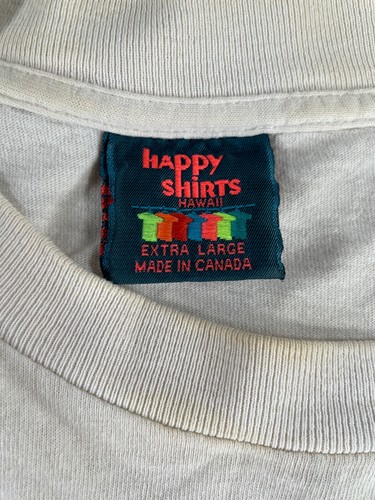 happy
shirts
HAWAII
EXTRA LARGE
MADE IN CANADA